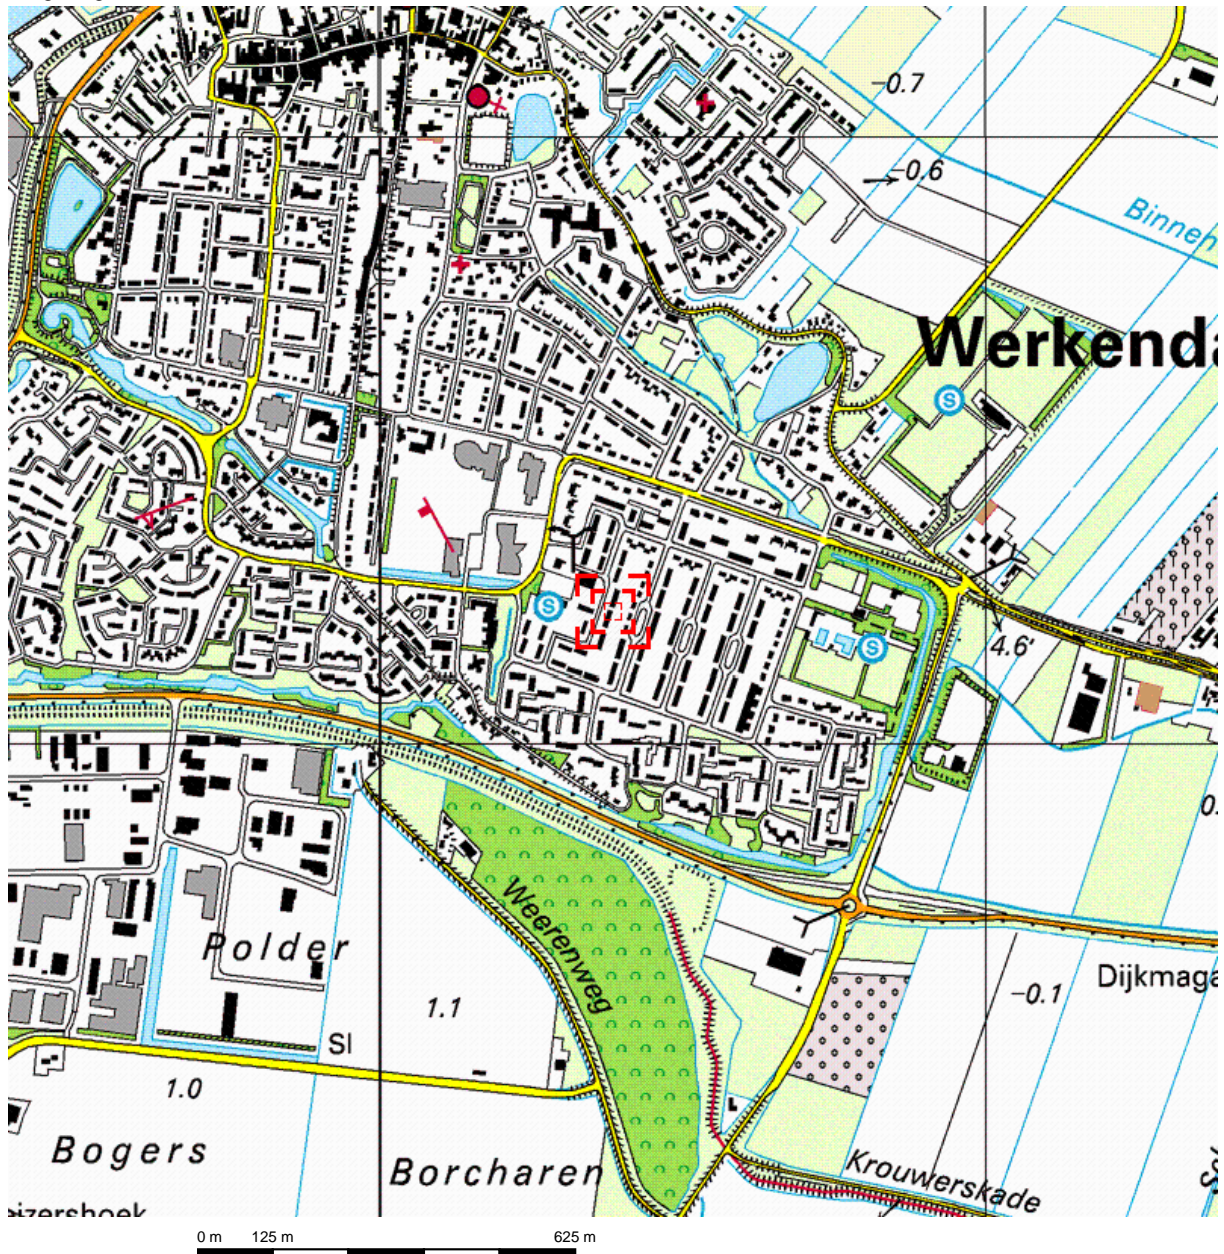 -0.7
-0.6
Binnen
Werkenda
S
S
S
4.6
0.
Weerenweg
Polder
1.1
-0.1
Dijkmaga
Sl
1.0
Bogers
Borcharen
Krouwerskade
izershoek
0 m 125 m 625 m